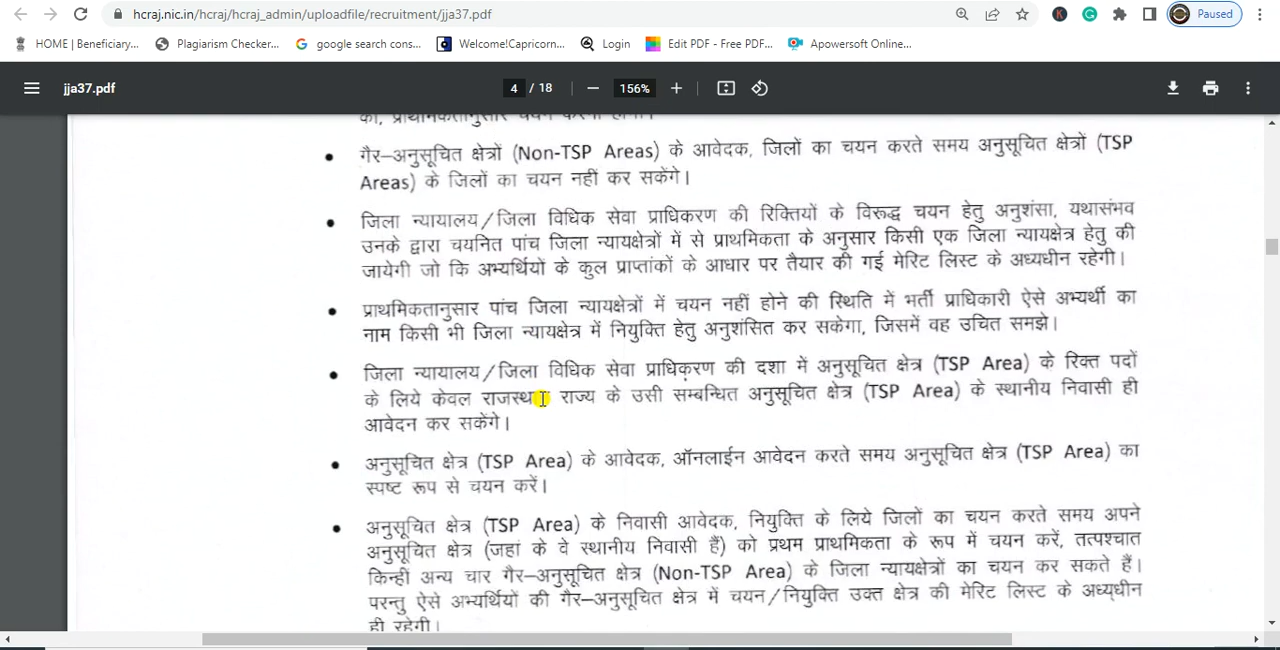 hcraj.nic.in/hcraj/hcraj_admin/uploadfile/recruitment/jja37.pdf
K
G
Paused
HOME | Beneficiary...
Plagiarism Checker...
google search cons...
Welcome!Capricorn...
Login
Edit PDF - Free PDF...
Apowersoft Online...
jja37.pdf
4 / 18
156%
को, प्राथमिकतानुसार चयन करना होगा।
• गैर–अनुसूचित क्षेत्रों (Non-TSP Areas) के आवेदक, जिलों का चयन करते समय अनुसूचित क्षेत्रों (TSP
Areas) के जिलों का चयन नहीं कर सकेंगे।
• जिला न्यायालय/जिला विधिक सेवा प्राधिकरण की रिक्तियों के विरूद्ध चयन हेतु अनुशंसा, यथासंभव
उनके द्वारा चयनित पांच जिला न्यायक्षेत्रों में से प्राथमिकता के अनुसार किसी एक जिला न्यायक्षेत्र हेतु की
जायेगी जो कि अभ्यर्थियों के कुल प्राप्तांकों के आधार पर तैयार की गई मेरिट लिस्ट के अध्यधीन रहेगी।
• प्राथमिकतानुसार पांच जिला न्यायक्षेत्रों में चयन नहीं होने की स्थिति में भर्ती प्राधिकारी ऐसे अभ्यर्थी का
नाम किसी भी जिला न्यायक्षेत्र में नियुक्ति हेतु अनुशंसित कर सकेगा, जिसमें वह उचित समझे।
• जिला न्यायालय/जिला विधिक सेवा प्राधिकरण की दशा में अनुसूचित क्षेत्र (TSP Area) के रिक्त पदों
के लिये केवल राजस्थान राज्य के उसी सम्बन्धित अनुसूचित क्षेत्र (TSP Area) के स्थानीय निवासी ही
आवेदन कर सकेंगे।
• अनुसूचित क्षेत्र (TSP Area) के आवेदक, ऑनलाईन आवेदन करते समय अनुसूचित क्षेत्र (TSP Area) का
स्पष्ट रूप से चयन करें।
• अनुसूचित क्षेत्र (TSP Area) के निवासी आवेदक, नियुक्ति के लिये जिलों का चयन करते समय अपने
अनुसूचित क्षेत्र (जहां के वे स्थानीय निवासी हैं) को प्रथम प्राथमिकता के रूप में चयन करें, तत्पश्चात
किन्हीं अन्य चार गैर–अनुसूचित क्षेत्र (Non-TSP Area) के जिला न्यायक्षेत्रों का चयन कर सकते हैं।
परन्तु ऐसे अभ्यर्थियों की गैर–अनुसूचित क्षेत्र में चयन/नियुक्ति उक्त क्षेत्र की मेरिट लिस्ट के अध्यधीन
ही रहेगी।